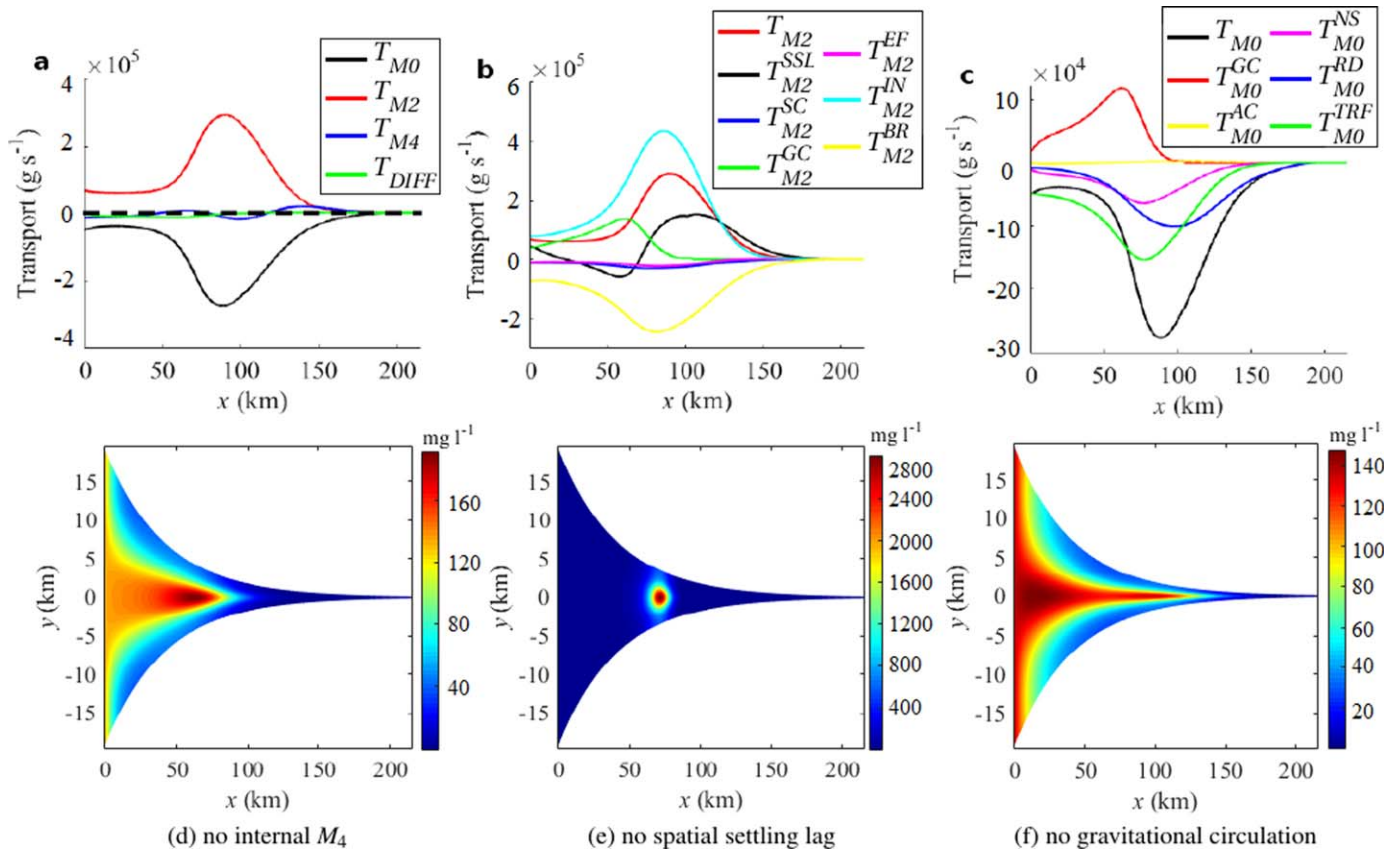 a
×10^5
T_M0
T_M2
T_M4
T_DIFF
Transport (g s^-1)
4
2
0
-2
-4
0 50 100 150 200
x (km)
b
×10^5
T_M2
T_M2^SSL
T_M2^SC
T_M2^GC
T_M2^EF
T_M2^IN
T_M2^BR
Transport (g s^-1)
6
4
2
0
-2
0 50 100 150 200
x (km)
c
×10^4
T_M0
T_M0^GC
T_M0^AC
T_M0^NS
T_M0^RD
T_M0^TRF
Transport (g s^-1)
10
0
-10
-20
-30
0 50 100 150 200
x (km)
mg l^-1
160
120
80
40
y (km)
15
10
5
0
-5
-10
-15
0 50 100 150 200
x (km)
(d) no internal M_4
mg l^-1
2800
2400
2000
1600
1200
800
400
y (km)
15
10
5
0
-5
-10
-15
0 50 100 150 200
x (km)
(e) no spatial settling lag
mg l^-1
140
120
100
80
60
40
20
y (km)
15
10
5
0
-5
-10
-15
0 50 100 150 200
x (km)
(f) no gravitational circulation